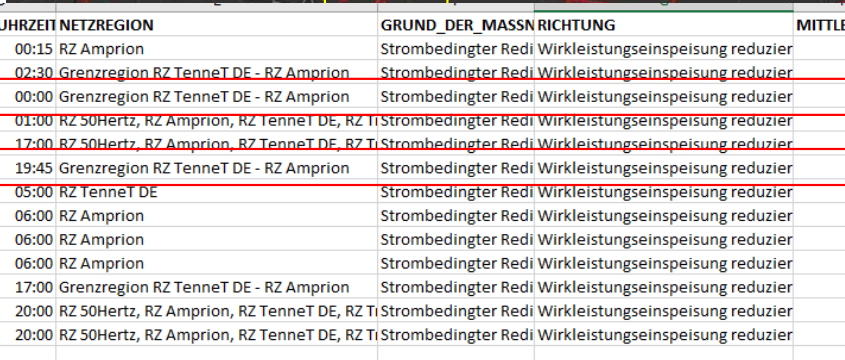 UHRZEIT NETZREGION GRUND_DER_MASSN RICHTUNG MITTLE
00:15 RZ Amprion Strombedingter Redi Wirkleistungseinspeisung reduzier
02:30 Grenzregion RZ TenneT DE - RZ Amprion Strombedingter Redi Wirkleistungseinspeisung reduzier
00:00 Grenzregion RZ TenneT DE - RZ Amprion Strombedingter Redi Wirkleistungseinspeisung reduzier
01:00 RZ 50Hertz, RZ Amprion, RZ TenneT DE, RZ Tr Strombedingter Redi Wirkleistungseinspeisung reduzier
17:00 RZ 50Hertz, RZ Amprion, RZ TenneT DE, RZ Tr Strombedingter Redi Wirkleistungseinspeisung reduzier
19:45 Grenzregion RZ TenneT DE - RZ Amprion Strombedingter Redi Wirkleistungseinspeisung reduzier
05:00 RZ TenneT DE Strombedingter Redi Wirkleistungseinspeisung reduzier
06:00 RZ Amprion Strombedingter Redi Wirkleistungseinspeisung reduzier
06:00 RZ Amprion Strombedingter Redi Wirkleistungseinspeisung reduzier
06:00 RZ Amprion Strombedingter Redi Wirkleistungseinspeisung reduzier
17:00 Grenzregion RZ TenneT DE - RZ Amprion Strombedingter Redi Wirkleistungseinspeisung reduzier
20:00 RZ 50Hertz, RZ Amprion, RZ TenneT DE, RZ Tr Strombedingter Redi Wirkleistungseinspeisung reduzier
20:00 RZ 50Hertz, RZ Amprion, RZ TenneT DE, RZ Tr Strombedingter Redi Wirkleistungseinspeisung reduzier